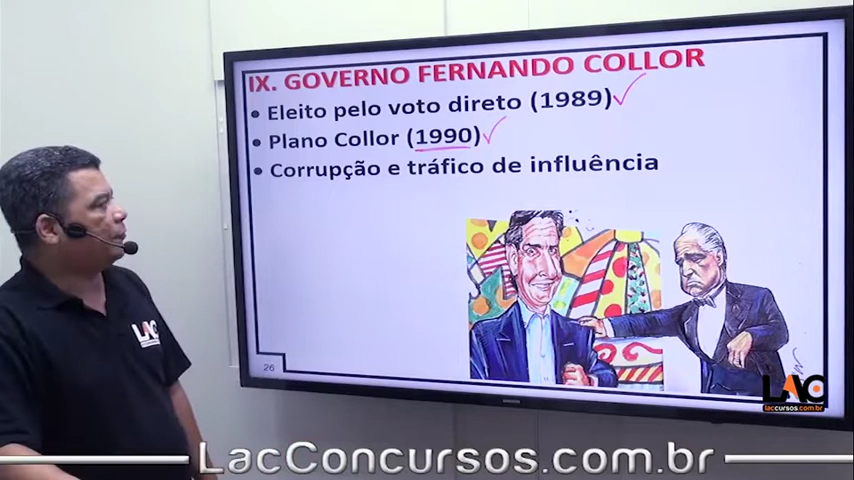 IX. GOVERNO FERNANDO COLLOR
• Eleito pelo voto direto (1989)
• Plano Collor (1990)
• Corrupção e tráfico de influência
LAC
26
LAC
laccursos.com.br
LacConcursos.com.br